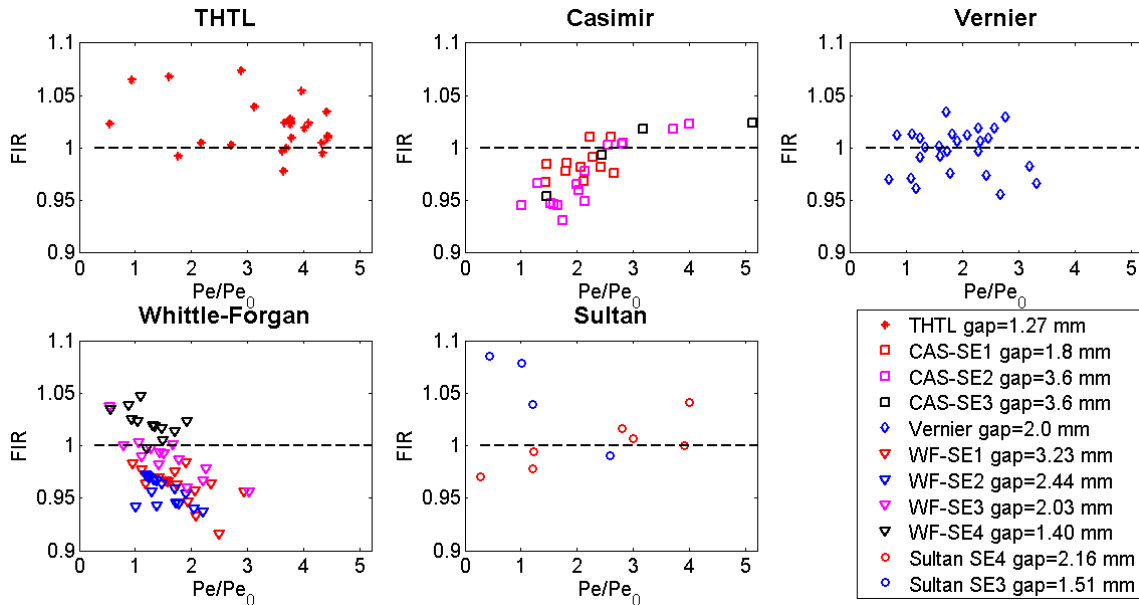 THTL
1.1
1.05
1
0.95
0.9
FIR
0 1 2 3 4 5
Pe/Pe0
Casimir
1.1
1.05
1
0.95
0.9
FIR
0 1 2 3 4 5
Pe/Pe0
Vernier
1.1
1.05
1
0.95
0.9
FIR
0 1 2 3 4 5
Pe/Pe0
Whittle-Forgan
1.1
1.05
1
0.95
0.9
FIR
0 1 2 3 4 5
Pe/Pe0
Sultan
1.1
1.05
1
0.95
0.9
FIR
0 1 2 3 4 5
Pe/Pe0
THTL gap=1.27 mm
CAS-SE1 gap=1.8 mm
CAS-SE2 gap=3.6 mm
CAS-SE3 gap=3.6 mm
Vernier gap=2.0 mm
WF-SE1 gap=3.23 mm
WF-SE2 gap=2.44 mm
WF-SE3 gap=2.03 mm
WF-SE4 gap=1.40 mm
Sultan SE4 gap=2.16 mm
Sultan SE3 gap=1.51 mm